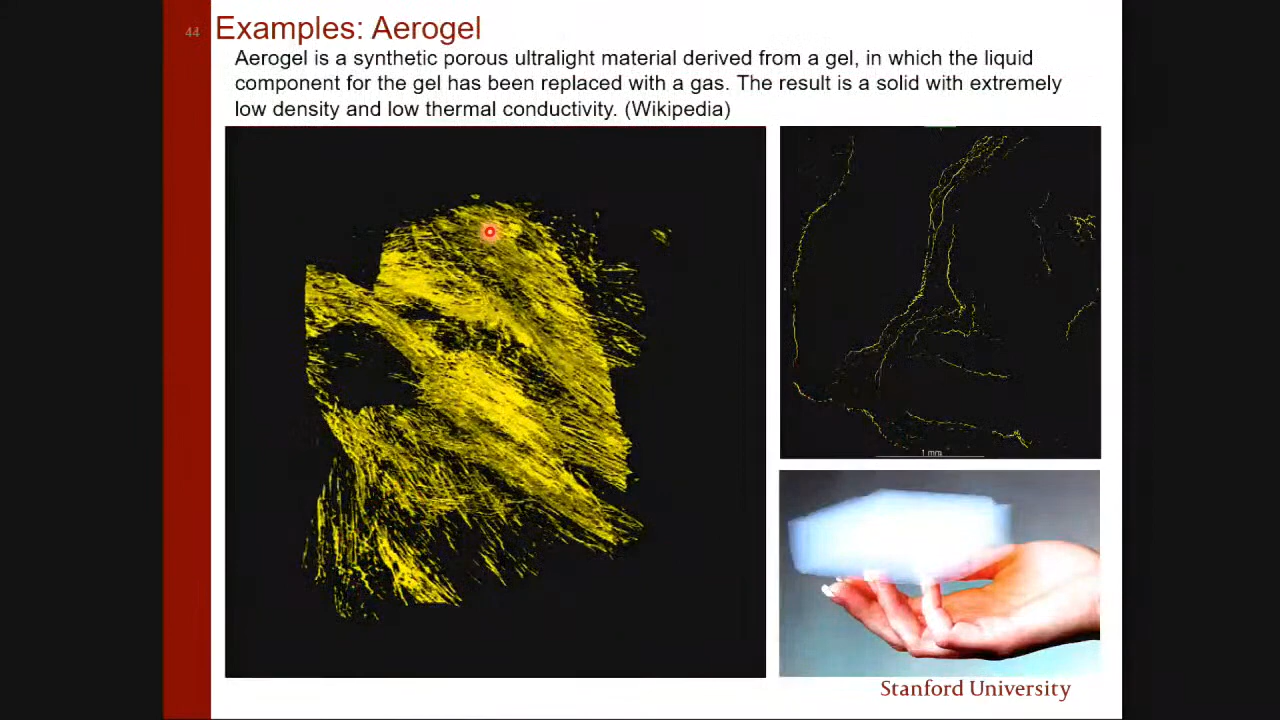 44
Examples: Aerogel
Aerogel is a synthetic porous ultralight material derived from a gel, in which the liquid
component for the gel has been replaced with a gas. The result is a solid with extremely
low density and low thermal conductivity. (Wikipedia)
1 mm
Stanford University